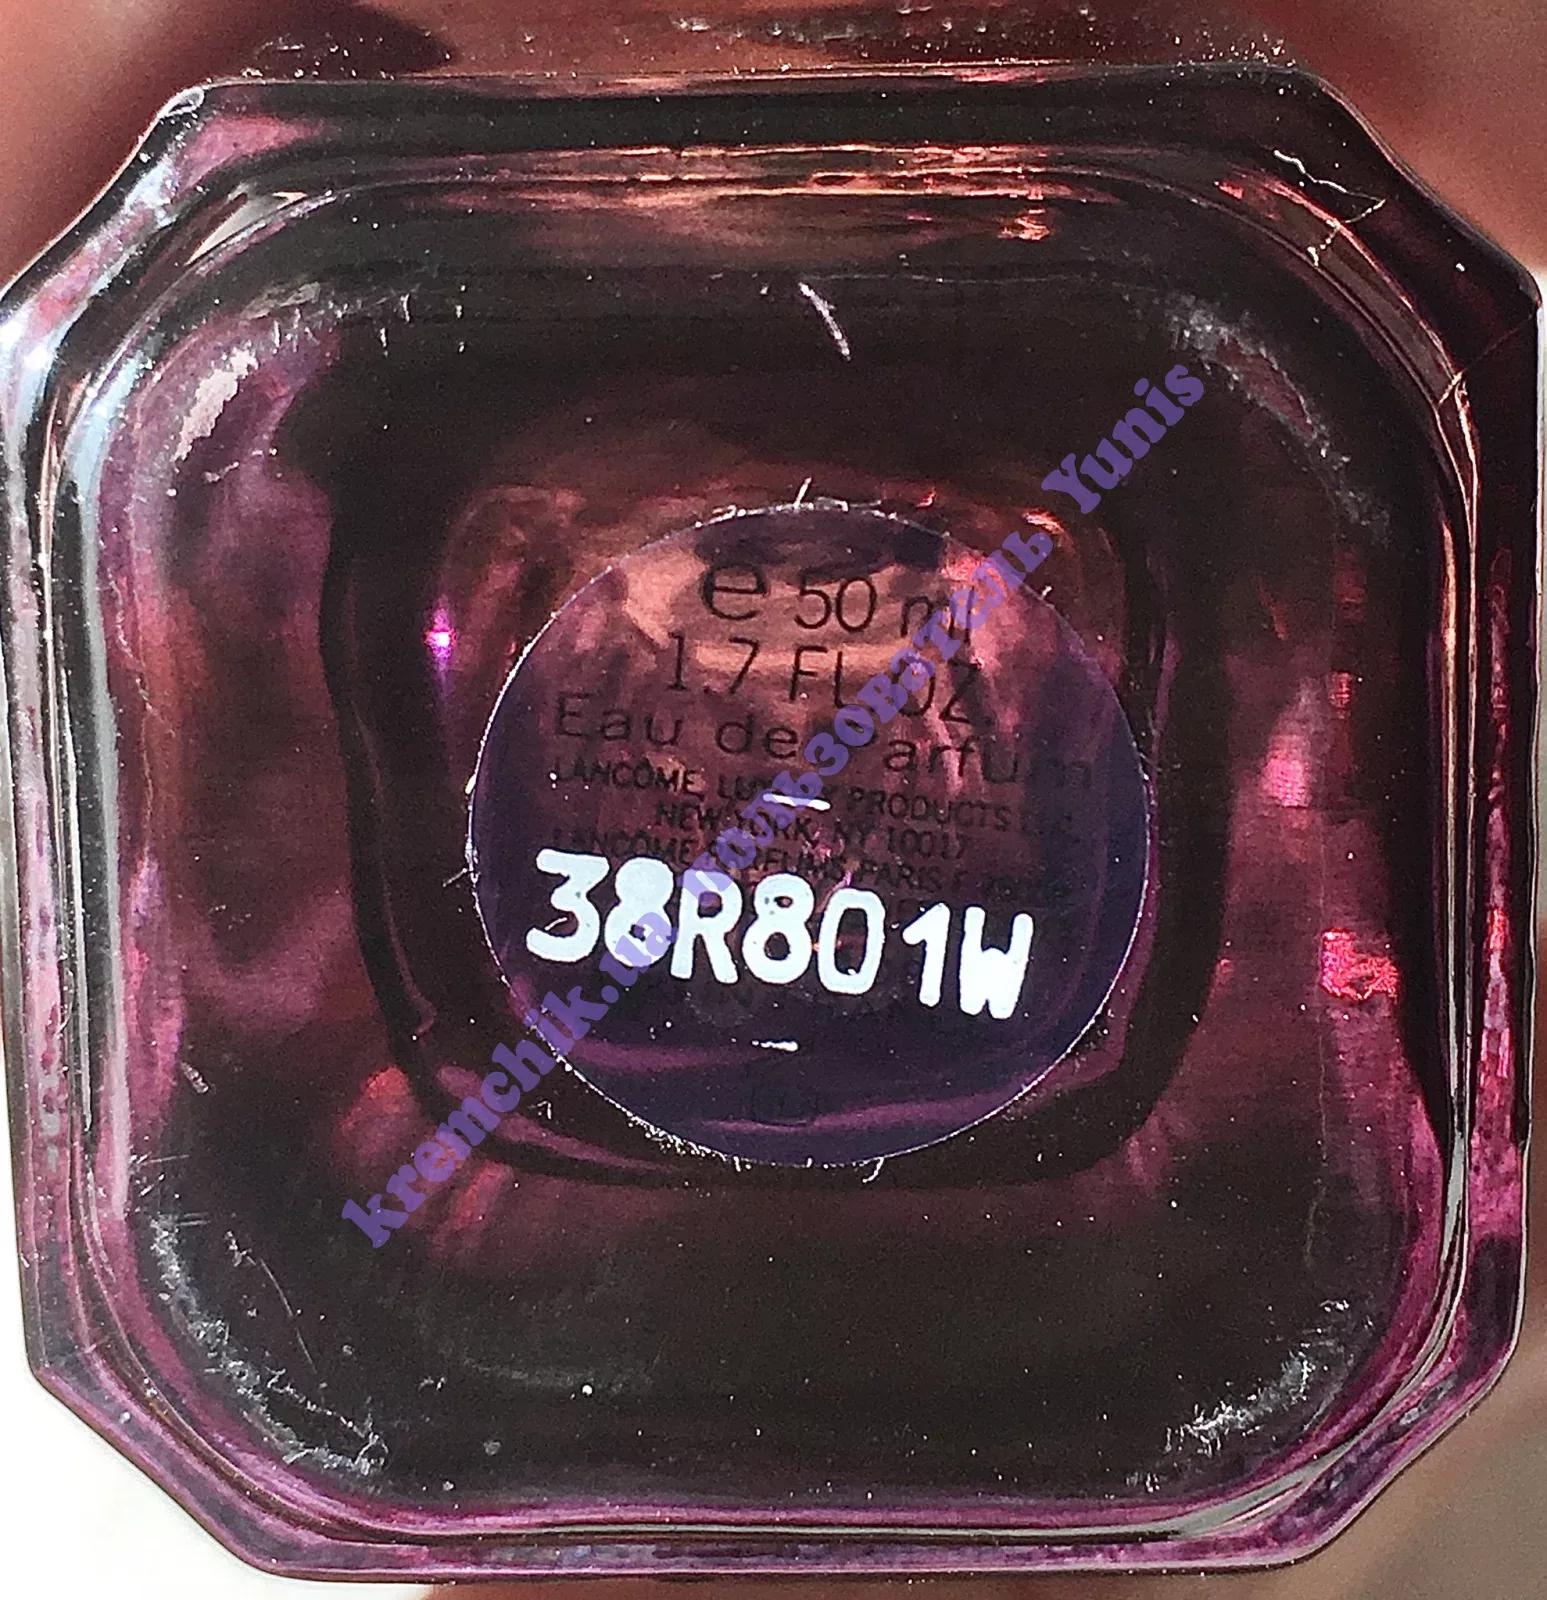 e 50 ml
1.7 FL OZ.
Eau de Parfum
LANCÔME, LUXURY PRODUCTS
NEW YORK, NY 10017
LANCÔME PARFUMS PARIS F
38R801W
kremchik.ua пользователь Yunis